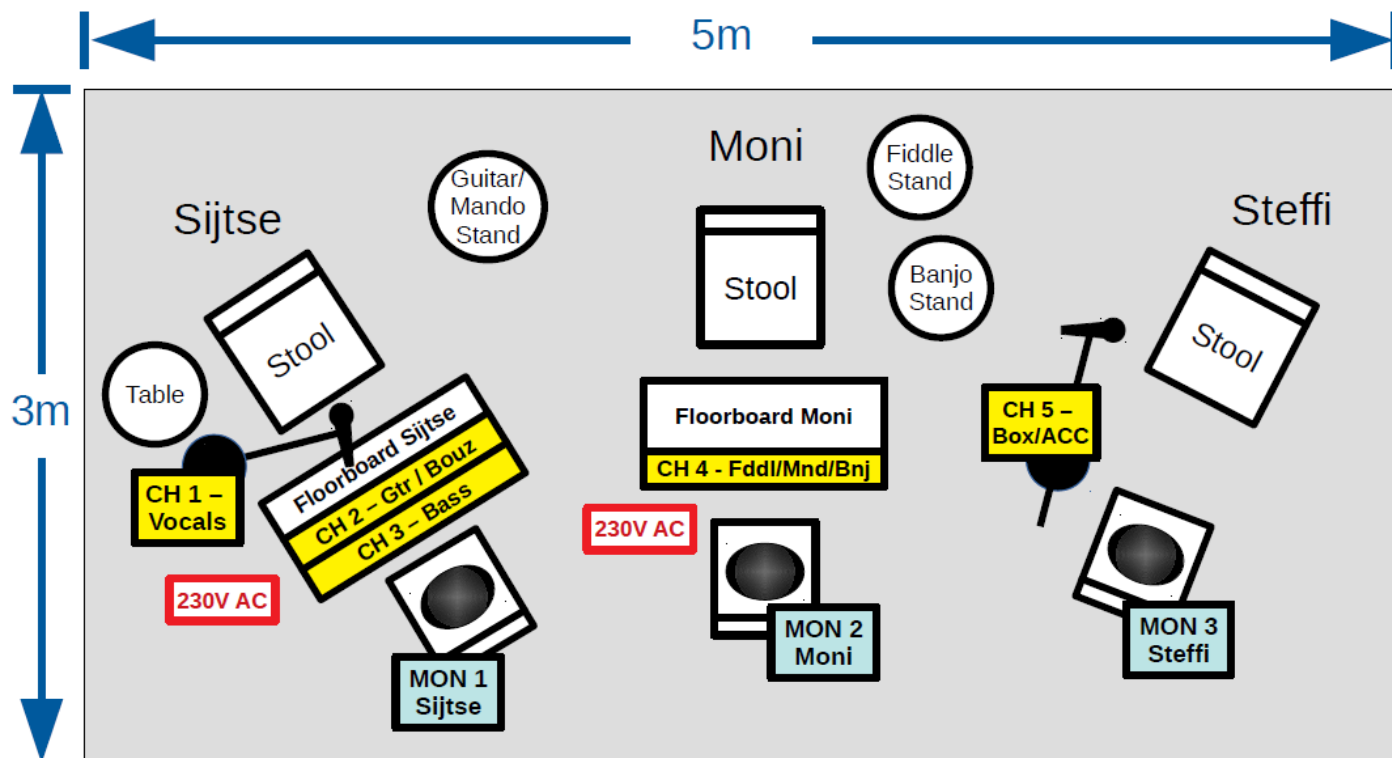 5m
3m
Sijtse
Guitar/
Mando
Stand
Stool
Table
Floorboard Sijtse
CH 2 – Gtr / Bouz
CH 3 – Bass
CH 1 –
Vocals
230V AC
MON 1
Sijtse
Moni
Fiddle
Stand
Stool
Banjo
Stand
Floorboard Moni
CH 4 - Fddl/Mnd/Bnj
230V AC
MON 2
Moni
Steffi
Stool
CH 5 –
Box/ACC
MON 3
Steffi